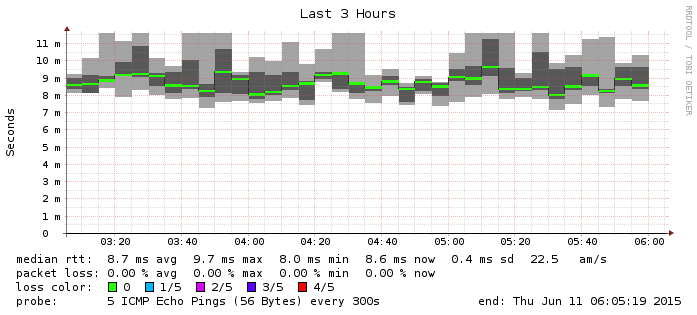 Last 3 Hours
RRDTOOL / TOBI OETIKER
Seconds
11 m
10 m
9 m
8 m
7 m
6 m
5 m
4 m
3 m
2 m
1 m
0
03:20 03:40 04:00 04:20 04:40 05:00 05:20 05:40 06:00
median rtt: 8.7 ms avg 9.7 ms max 8.0 ms min 8.6 ms now 0.4 ms sd 22.5 am/s
packet loss: 0.00 % avg 0.00 % max 0.00 % min 0.00 % now
loss color: 0 1/5 2/5 3/5 4/5
probe: 5 ICMP Echo Pings (56 Bytes) every 300s end: Thu Jun 11 06:05:19 2015